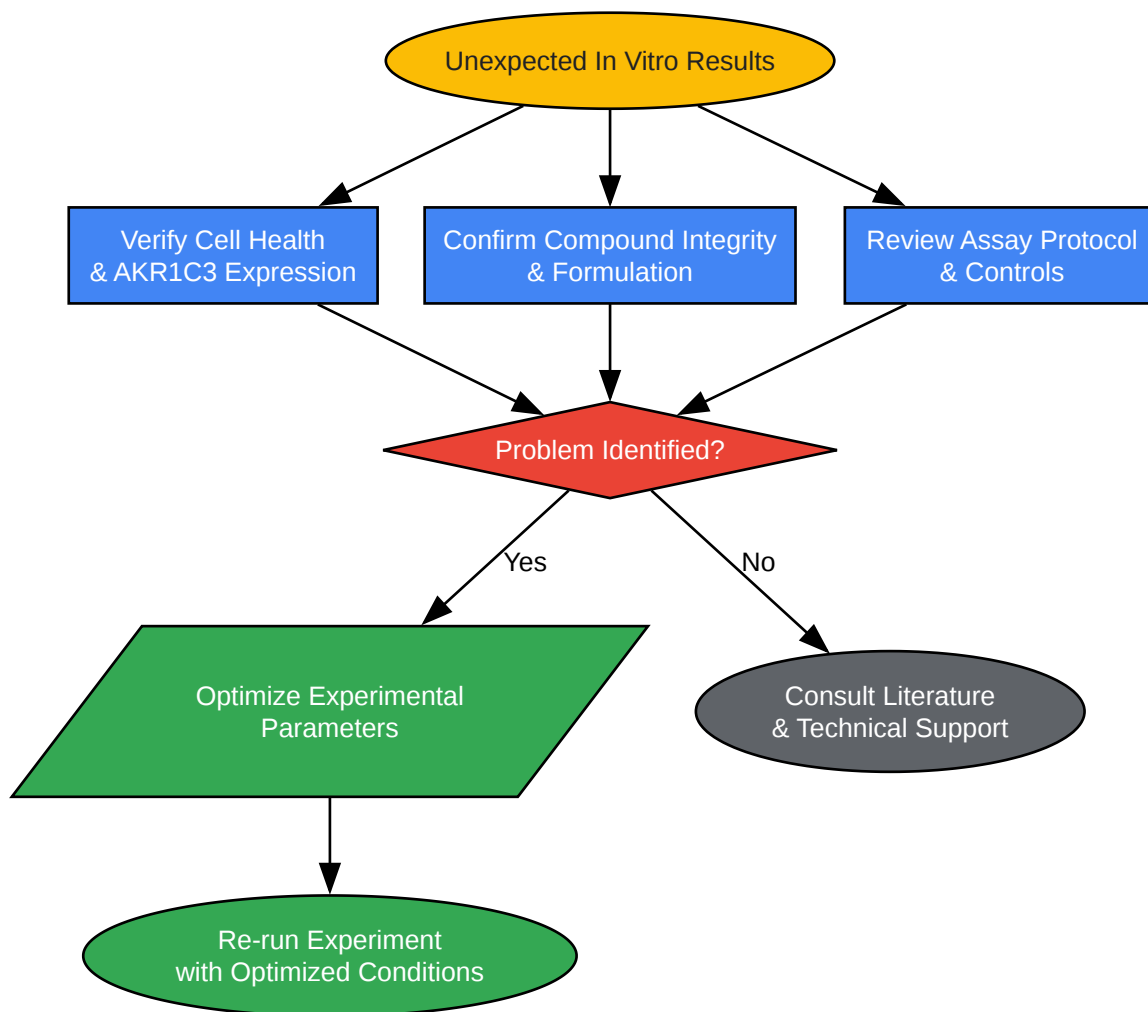 Unexpected In Vitro Results
Verify Cell Health
& AKR1C3 Expression
Confirm Compound Integrity
& Formulation
Review Assay Protocol
& Controls
Problem Identified?
Yes
No
Optimize Experimental
Parameters
Consult Literature
& Technical Support
Re-run Experiment
with Optimized Conditions